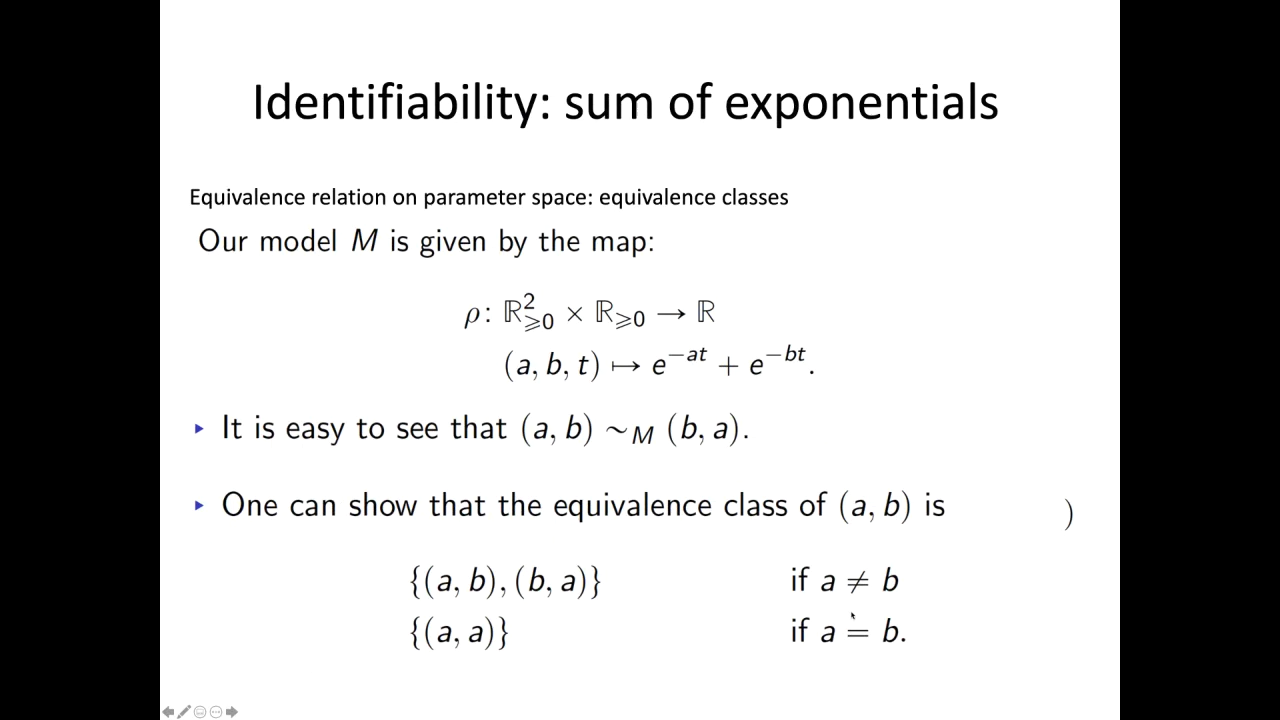 Identifiability: sum of exponentials
Equivalence relation on parameter space: equivalence classes
Our model M is given by the map:
ρ: ℝ²⩾0 × ℝ⩾0 → ℝ
(a, b, t) ↦ e^{−at} + e^{−bt}.
‣ It is easy to see that (a, b) ∼_M (b, a).
‣ One can show that the equivalence class of (a, b) is )
{(a, b), (b, a)} if a ≠ b
{(a, a)} if a = b.